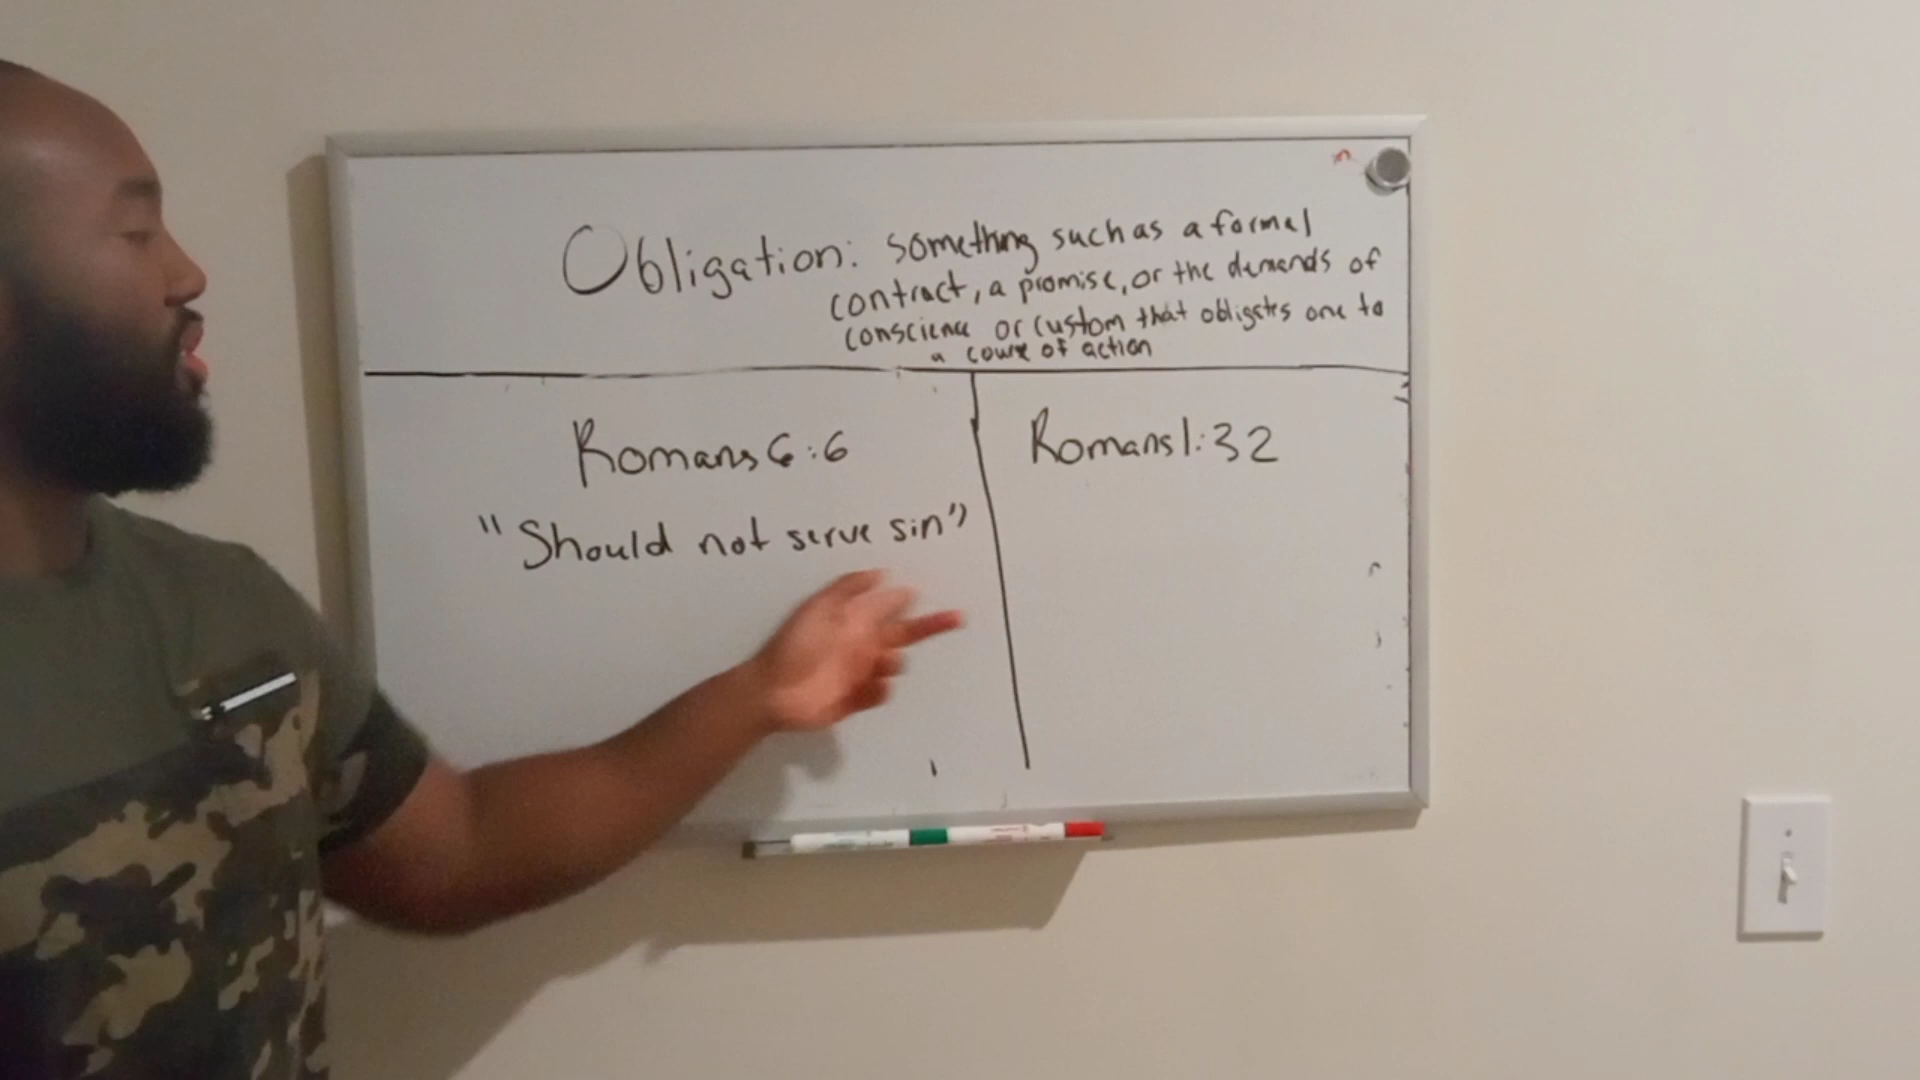 Obligation: something such as a formal
contract, a promise, or the demands of
conscience or custom that obligates one to
a course of action
Romans 6:6
"Should not serve sin"
Romans 1:32